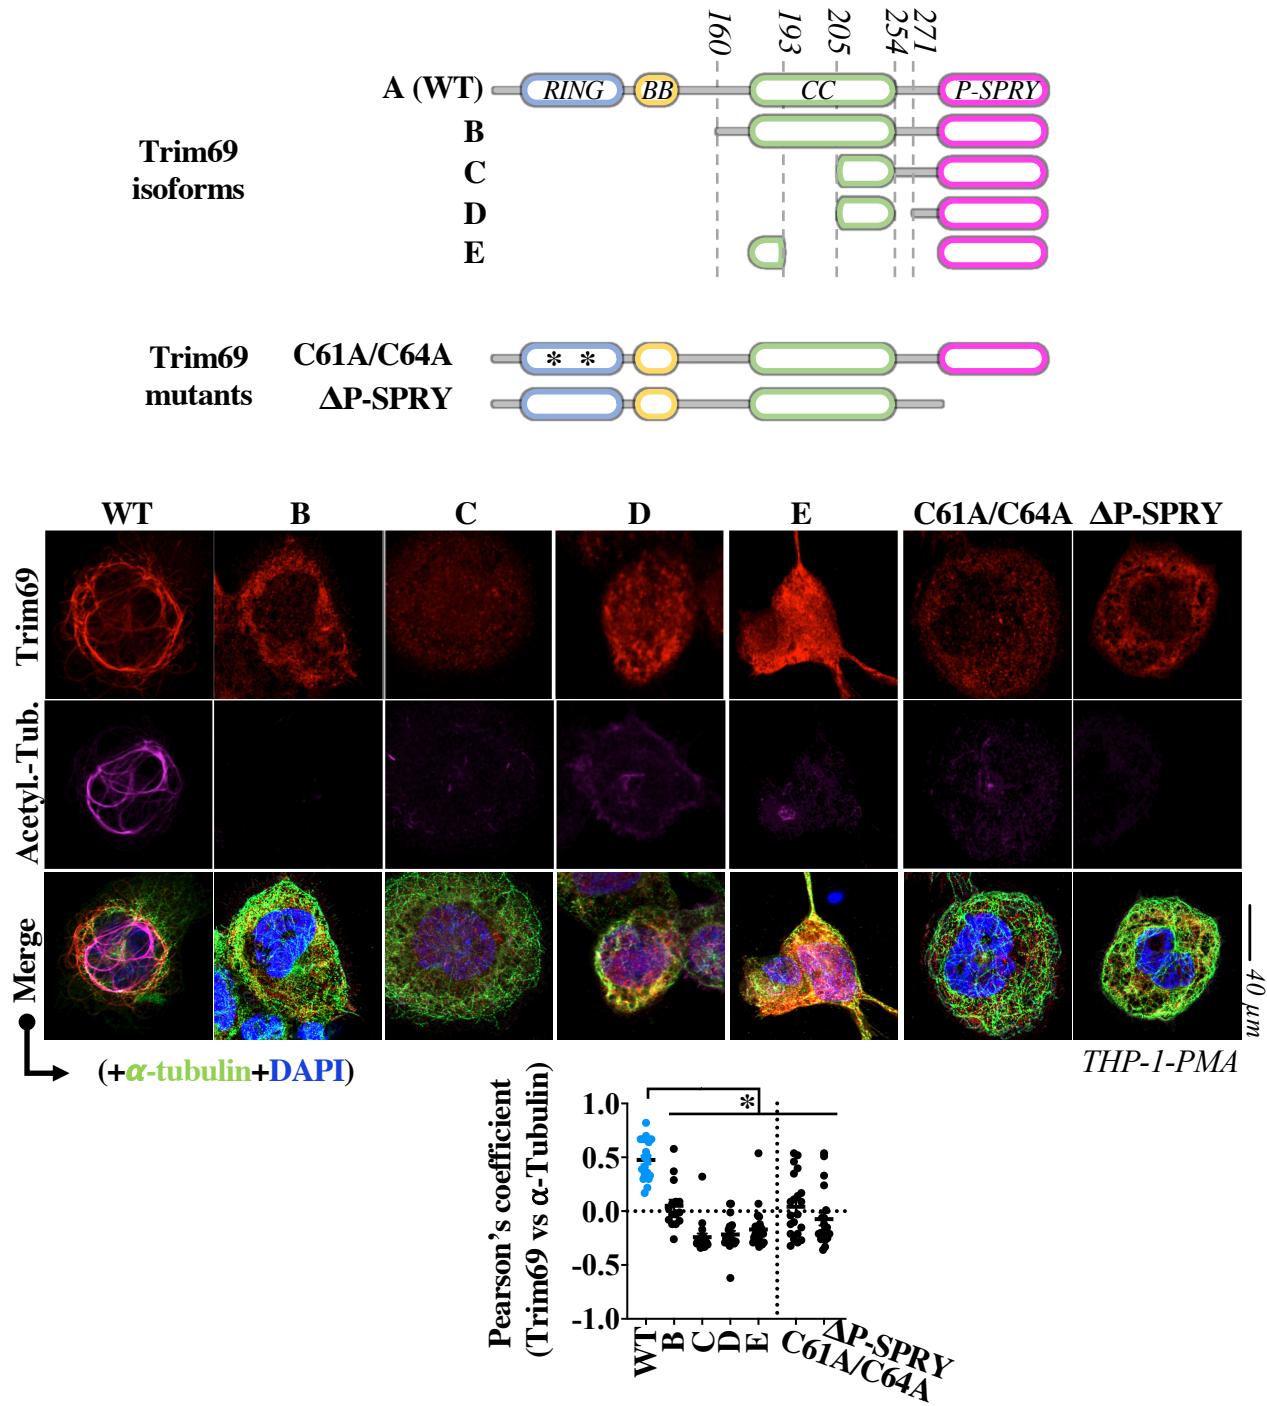 160 193 205 254 271
A (WT) RING BB CC P-SPRY
B
Trim69
isoforms
C
D
E
Trim69
mutants
C61A/C64A * *
ΔP-SPRY
WT B C D E C61A/C64A ΔP-SPRY
Trim69
Acetyl.-Tub.
Merge
40 μm
(+α-tubulin+DAPI)
THP-1-PMA
Pearson's coefficient
(Trim69 vs α-Tubulin)
*
1.0
0.5
0.0
-0.5
-1.0
WT B C D E C61A/C64A ΔP-SPRY